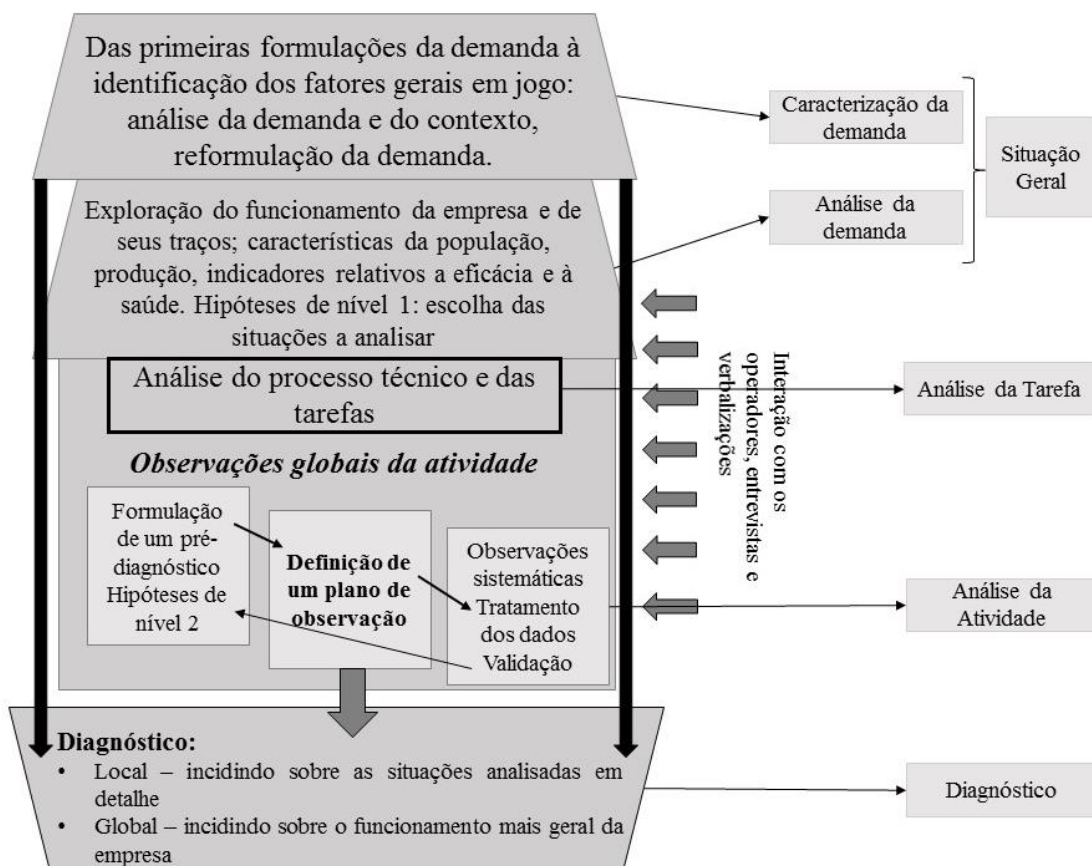 Das primeiras formulações da demanda à
identificação dos fatores gerais em jogo:
análise da demanda e do contexto,
reformulação da demanda.
Caracterização da
demanda
Situação
Geral
Análise da
demanda
Exploração do funcionamento da empresa e de
seus traços; características da população,
produção, indicadores relativos a eficácia e à
saúde. Hipóteses de nível 1: escolha das
situações a analisar
Interação com os
operadores, entrevistas e
verbalizações
Análise do processo técnico e das
tarefas
Análise da Tarefa
Observações globais da atividade
Formulação
de um pré-
diagnóstico
Hipóteses de
nível 2
Definição de
um plano de
observação
Observações
sistemáticas
Tratamento
dos dados
Validação
Análise da
Atividade
Diagnóstico:
• Local – incidindo sobre as situações analisadas em
detalhe
• Global – incidindo sobre o funcionamento mais geral da
empresa
Diagnóstico